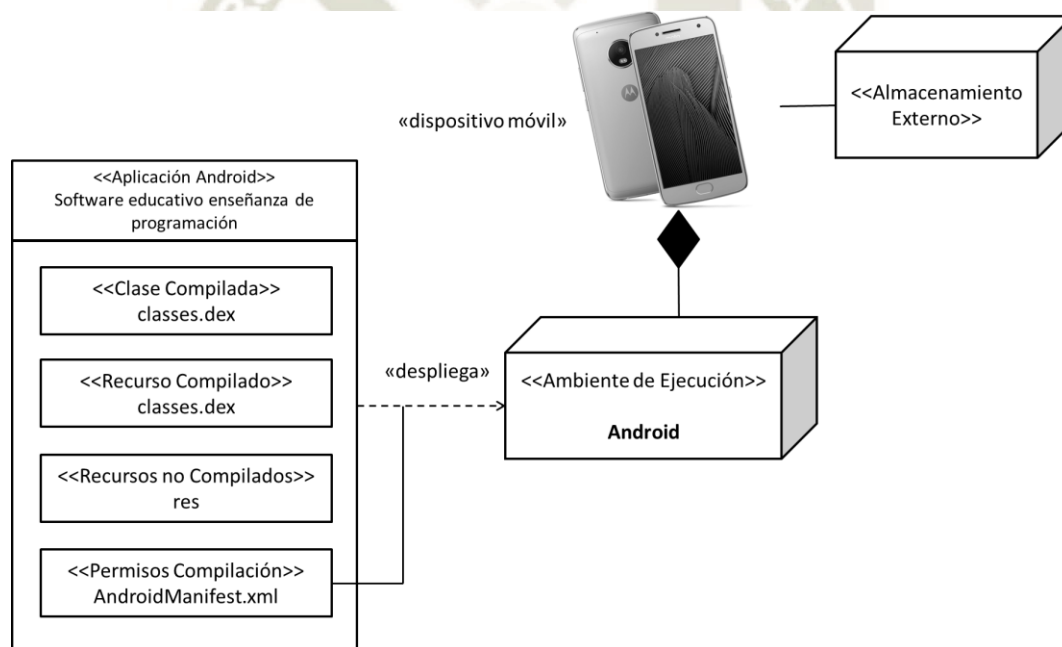 «dispositivo móvil»
<<Almacenamiento
Externo>>
<<Aplicación Android>>
Software educativo enseñanza de
programación
<<Clase Compilada>>
classes.dex
<<Recurso Compilado>>
classes.dex
<<Recursos no Compilados>>
res
<<Permisos Compilación>>
AndroidManifest.xml
«despliega»
<<Ambiente de Ejecución>>
Android